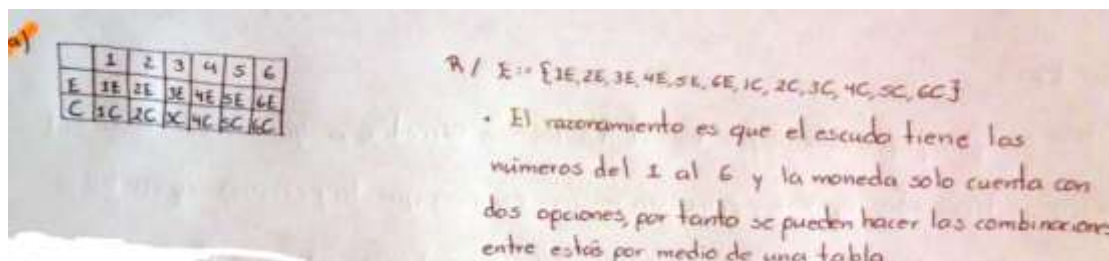 a)
1 2 3 4 5 6
E 1E 2E 3E 4E 5E 6E
C 1C 2C 3C 4C 5C 6C
R/ E:= {1E, 2E, 3E, 4E, 5E, 6E, 1C, 2C, 3C, 4C, 5C, 6C}
• El razonamiento es que el escudo tiene los
números del 1 al 6 y la moneda solo cuenta con
dos opciones, por tanto se pueden hacer las combinaciones
entre estás por medio de una tabla